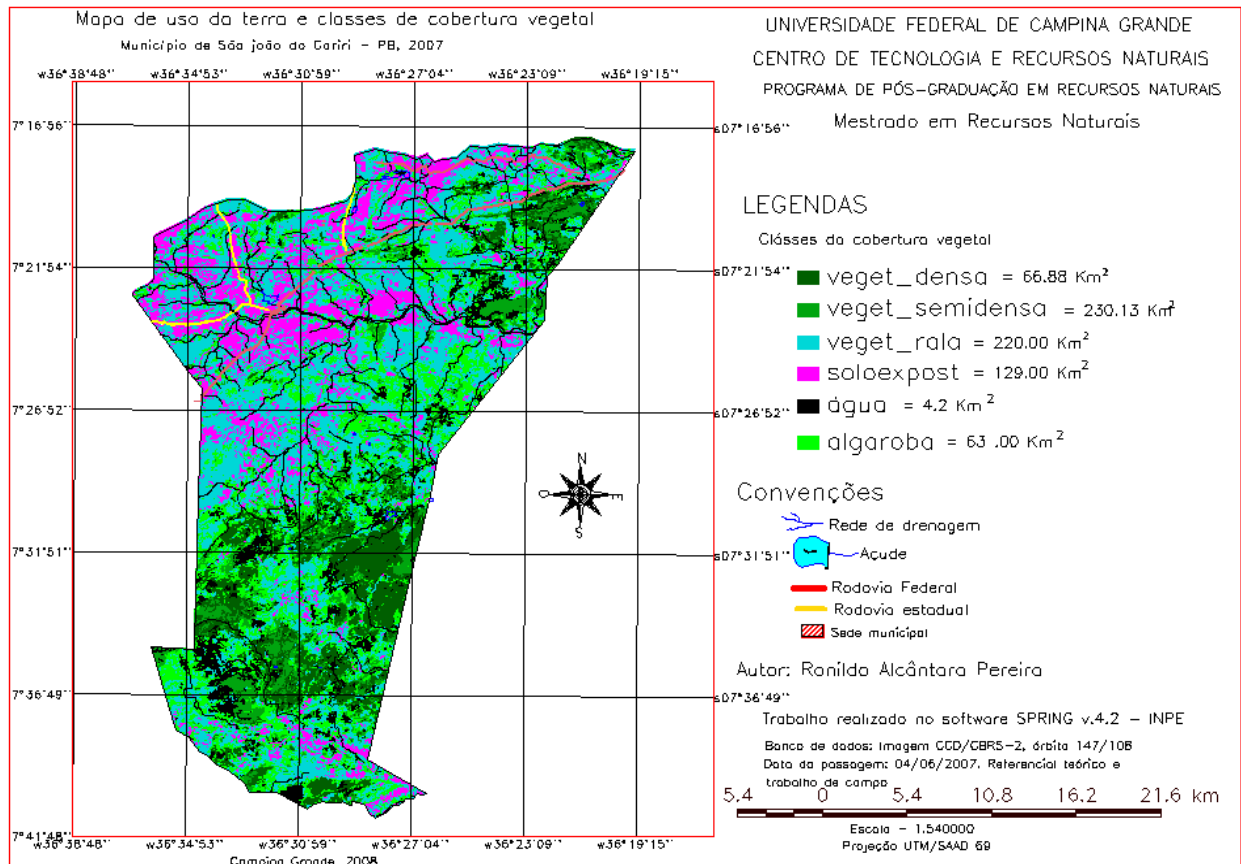 Mapa de uso da terra e classes de cobertura vegetal
Município de São joão do Cariri - PB, 2007
w36°38'48'' w36°34'53'' w36°30'59'' w36°27'04'' w36°23'09'' w36°19'15''
7°16'56'' s07°16'56''
7°21'54'' s07°21'54''
7°26'52'' s07°26'52''
7°31'51'' s07°31'51''
7°36'49'' s07°36'49''
7°41'48''
w36°38'48'' w36°34'53'' w36°30'59'' w36°27'04'' w36°23'09'' w36°19'15''
Campina Grande, 2008
N
O E
S
UNIVERSIDADE FEDERAL DE CAMPINA GRANDE
CENTRO DE TECNOLOGIA E RECURSOS NATURAIS
PROGRAMA DE PÓS-GRADUAÇÃO EM RECURSOS NATURAIS
Mestrado em Recursos Naturais
LEGENDAS
Clásses da cobertura vegetal
veget_densa = 66.88 Km²
veget_semidensa = 230.13 Km²
veget_rala = 220.00 Km²
soloexpost = 129.00 Km²
água = 4.2 Km²
algaroba = 63 .00 Km²
Convenções
Rede de drenagem
Açude
Rodovia Federal
Rodovia estadual
Sede municipal
Autor: Ronildo Alcântara Pereira
Trabalho realizado no software SPRING v.4.2 - INPE
Banco de dados: Imagem CCD/CBRS-2, órbita 147/108
Data da passagem: 04/06/2007. Referencial teórico e
trabalho de campo
5.4 0 5.4 10.8 16.2 21.6 km
Escala - 1.540000
Projeção UTM/SAAD 69